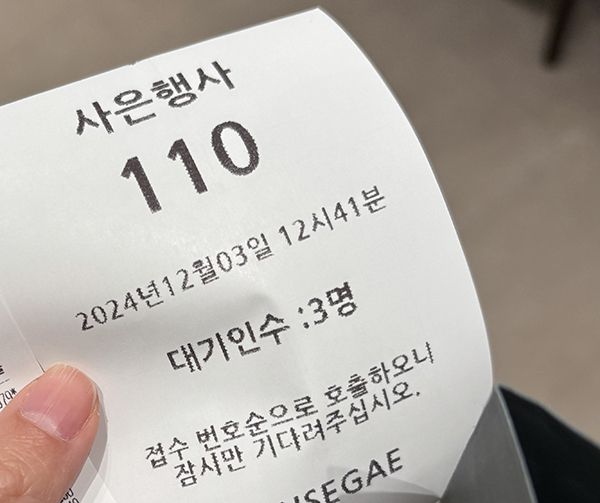 사은행사
110
2024년12월03일 12시41분
대기인수 :3명
접수 번호순으로 호출하오니
잠시만 기다려주십시오.
NSEGAE